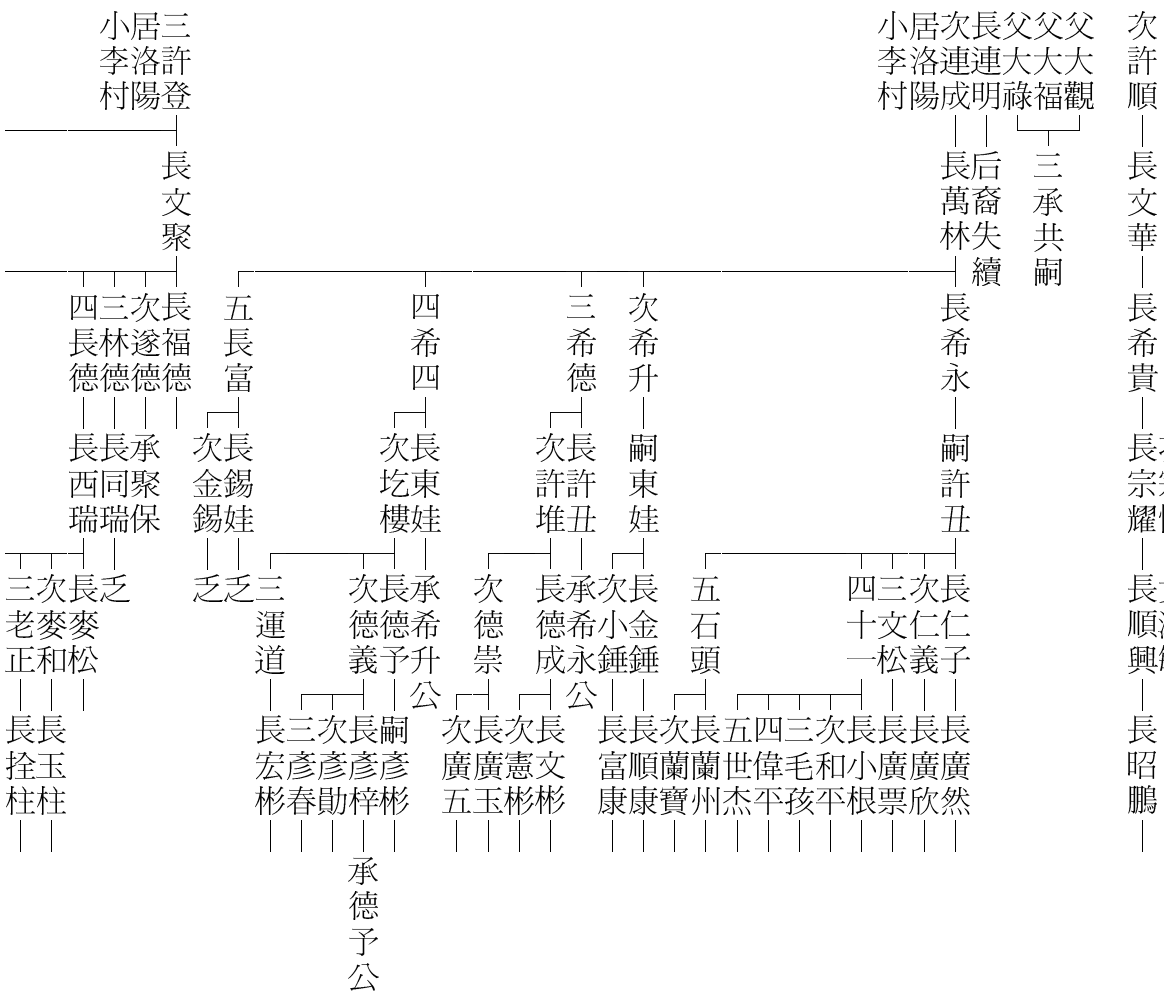 次許順
父大觀
父大福
父大祿
長連明
次連成
居洛陽
小李村
三許登
居洛陽
小李村
長文華
三承共嗣
后裔失續
長萬林
長文聚
長希貴
長希永
次希升
三希德
四希四
五長富
長福德
次遂德
三林德
四長德
長宗耀
嗣許丑
嗣東娃
長許丑
次許堆
長東娃
次圪樓
長錫娃
次金錫
承聚保
長同瑞
長西瑞
長順興
長仁子
次仁義
三文松
四十一
五石頭
長金錘
次小錘
承希永公
長德成
次德崇
承希升公
長德予
次德義
三運道
乏
乏
乏
長麥松
次麥和
三老正
長昭鵬
長廣然
長廣欣
長廣票
長小根
次和平
三毛孩
四偉平
五世杰
長蘭州
次蘭寶
長順康
長富康
長文彬
次憲彬
長廣玉
次廣五
嗣彥彬
長彥梓
次彥勛
三彥春
長宏彬
長玉柱
長拴柱
承德予公